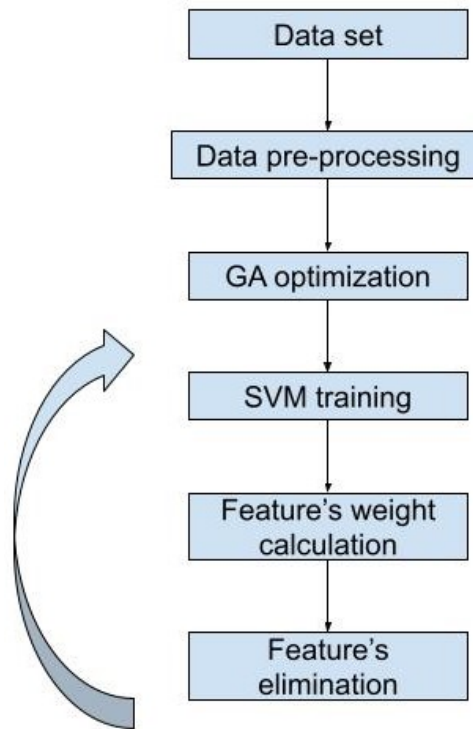 Data set
Data pre-processing
GA optimization
SVM training
Feature’s weight
calculation
Feature’s
elimination